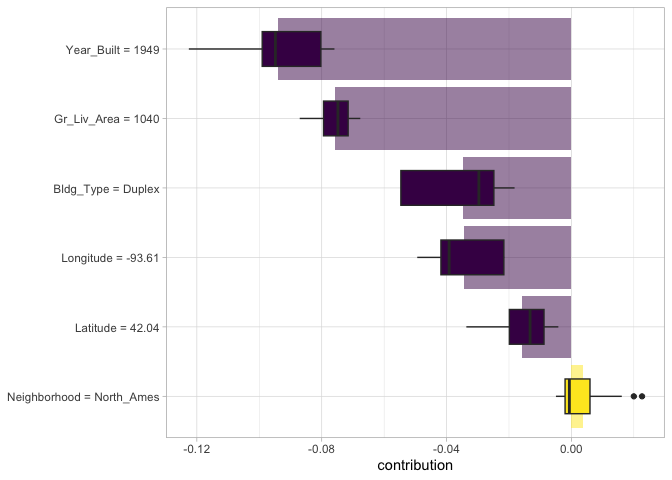 Year_Built = 1949
Gr_Liv_Area = 1040
Bldg_Type = Duplex
Longitude = -93.61
Latitude = 42.04
Neighborhood = North_Ames
-0.12 -0.08 -0.04 0.00
contribution